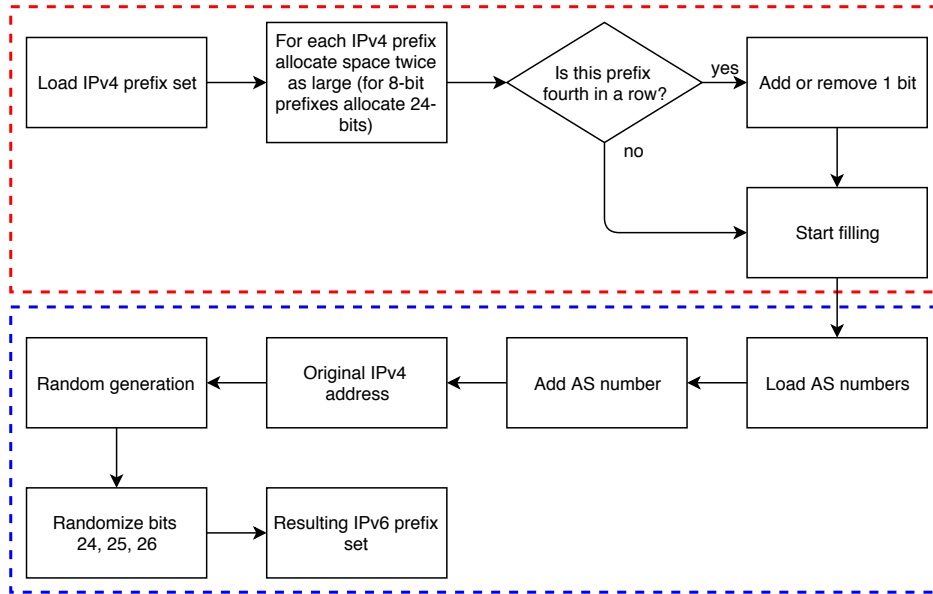 Load IPv4 prefix set
For each IPv4 prefix
allocate space twice
as large (for 8-bit
prefixes allocate 24-
bits)
Is this prefix
fourth in a row?
yes
no
Add or remove 1 bit
Start filling
Load AS numbers
Add AS number
Original IPv4
address
Random generation
Randomize bits
24, 25, 26
Resulting IPv6 prefix
set